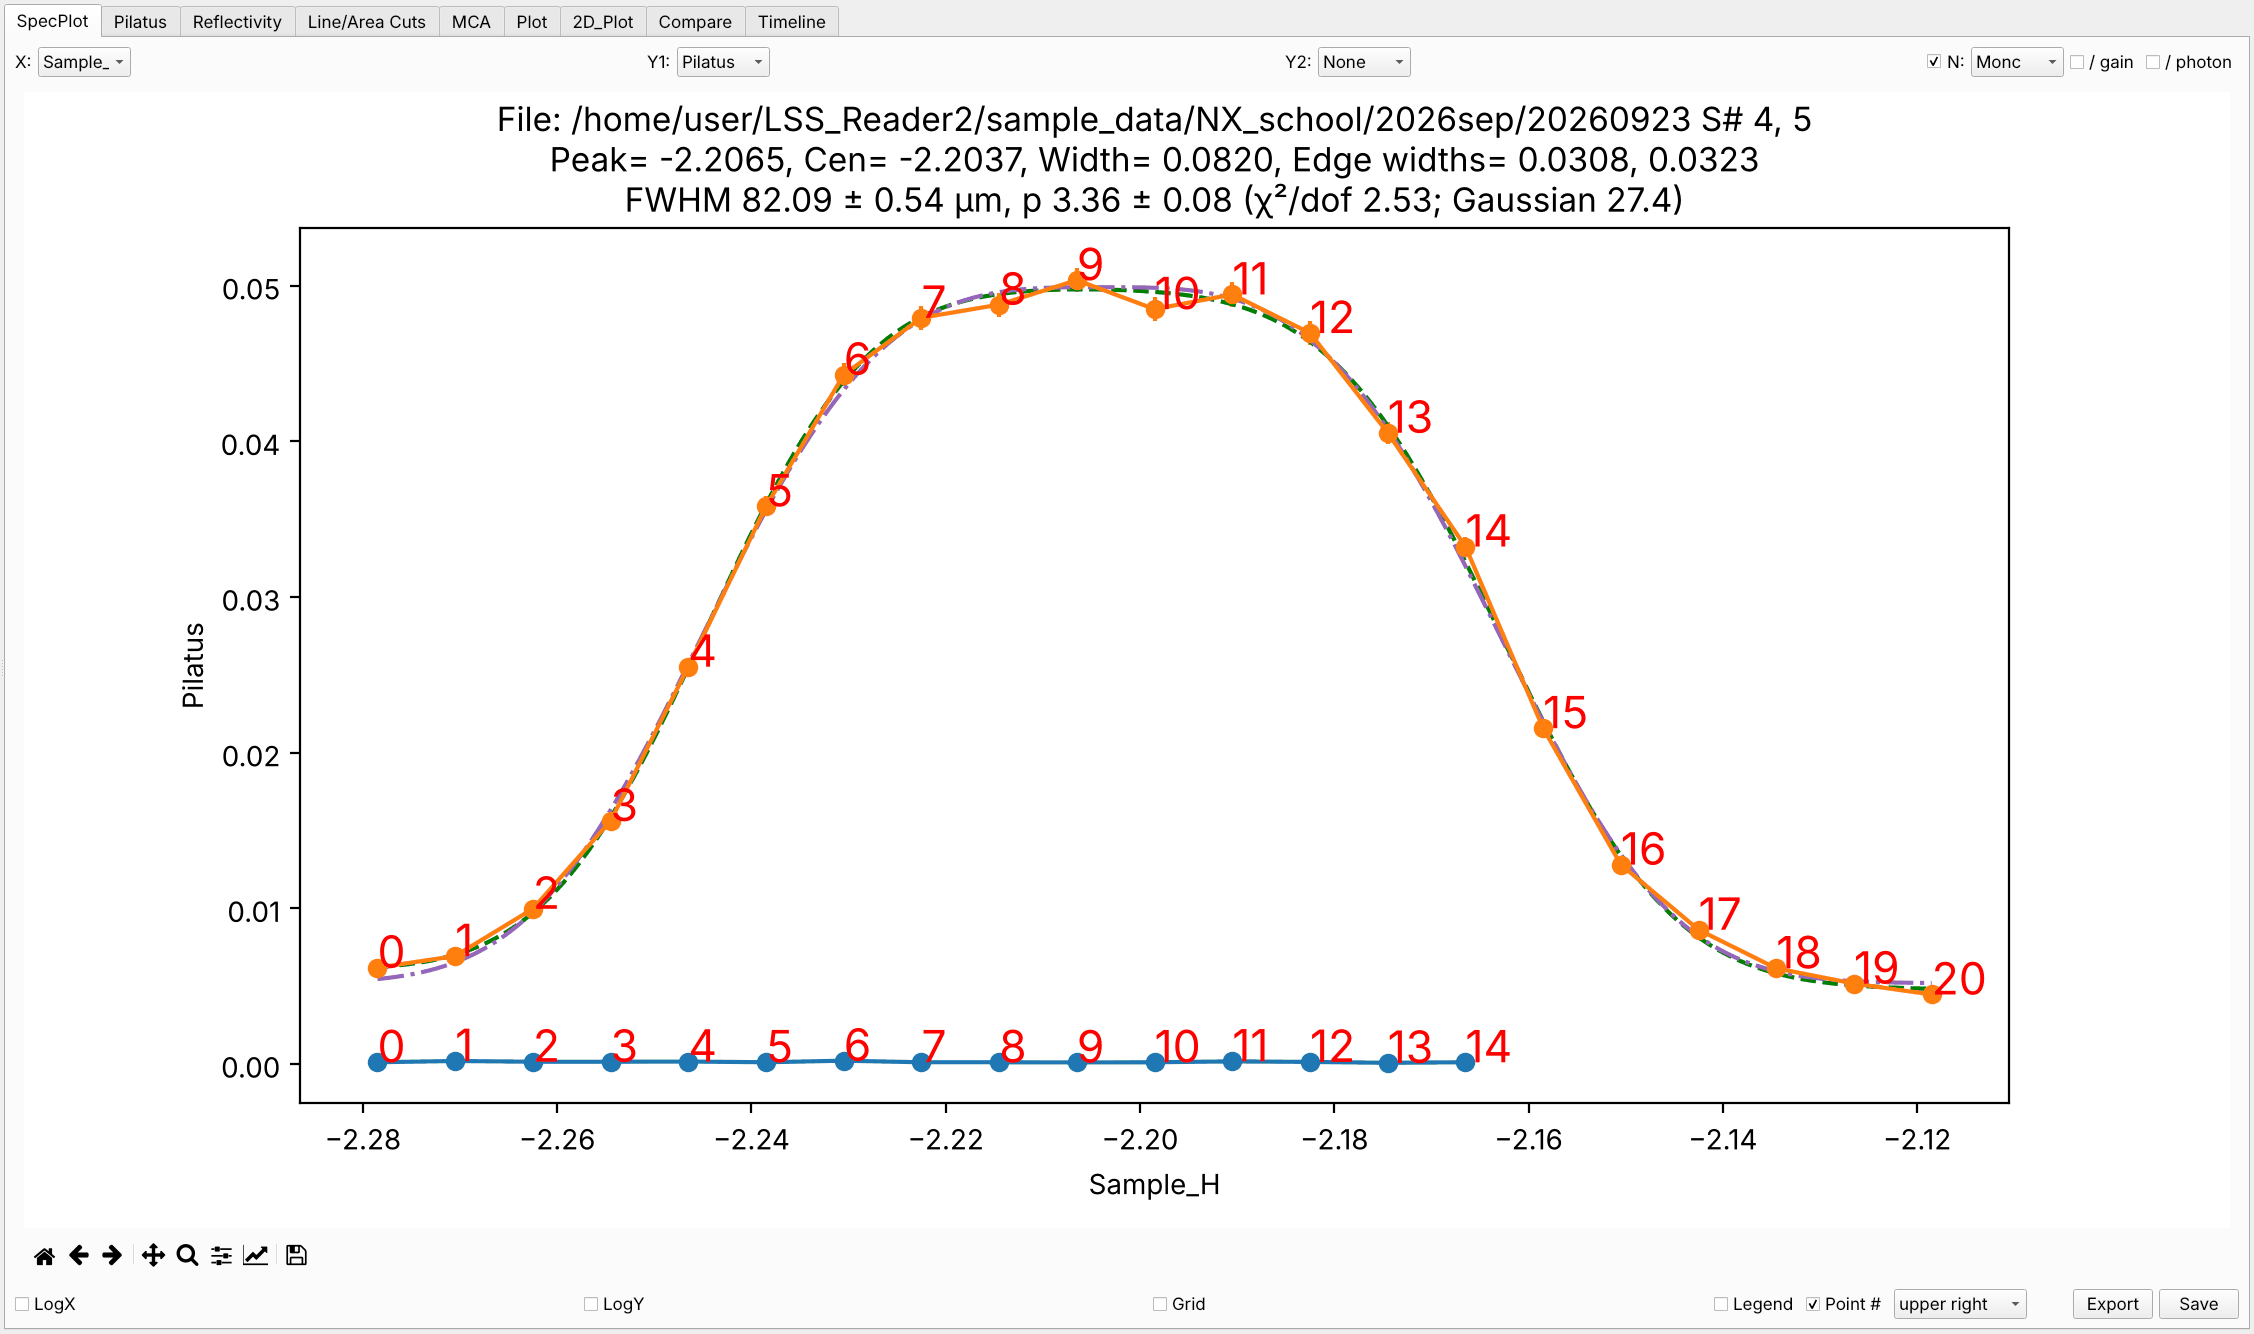 SpecPlot Pilatus Reflectivity Line/Area Cuts MCA Plot 2D_Plot Compare Timeline
X: Sample_ Y1: Pilatus Y2: None N: Monc / gain / photon
File: /home/user/LSS_Reader2/sample_data/NX_school/2026sep/20260923 S# 4, 5
Peak= -2.2065, Cen= -2.2037, Width= 0.0820, Edge widths= 0.0308, 0.0323
FWHM 82.09 ± 0.54 µm, p 3.36 ± 0.08 (χ²/dof 2.53; Gaussian 27.4)
0.05
0.04
0.03
0.02
0.01
0.00
Pilatus
0 1 2 3 4 5 6 7 8 9 10 11 12 13 14 15 16 17 18 19 20
0 1 2 3 4 5 6 7 8 9 10 11 12 13 14
−2.28 −2.26 −2.24 −2.22 −2.20 −2.18 −2.16 −2.14 −2.12
Sample_H
LogX LogY Grid Legend Point # upper right Export Save